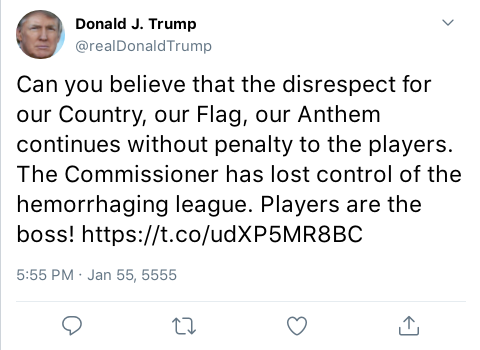 Donald J. Trump
@realDonaldTrump
Can you believe that the disrespect for
our Country, our Flag, our Anthem
continues without penalty to the players.
The Commissioner has lost control of the
hemorrhaging league. Players are the
boss! https://t.co/udXP5MR8BC
5:55 PM · Jan 55, 5555